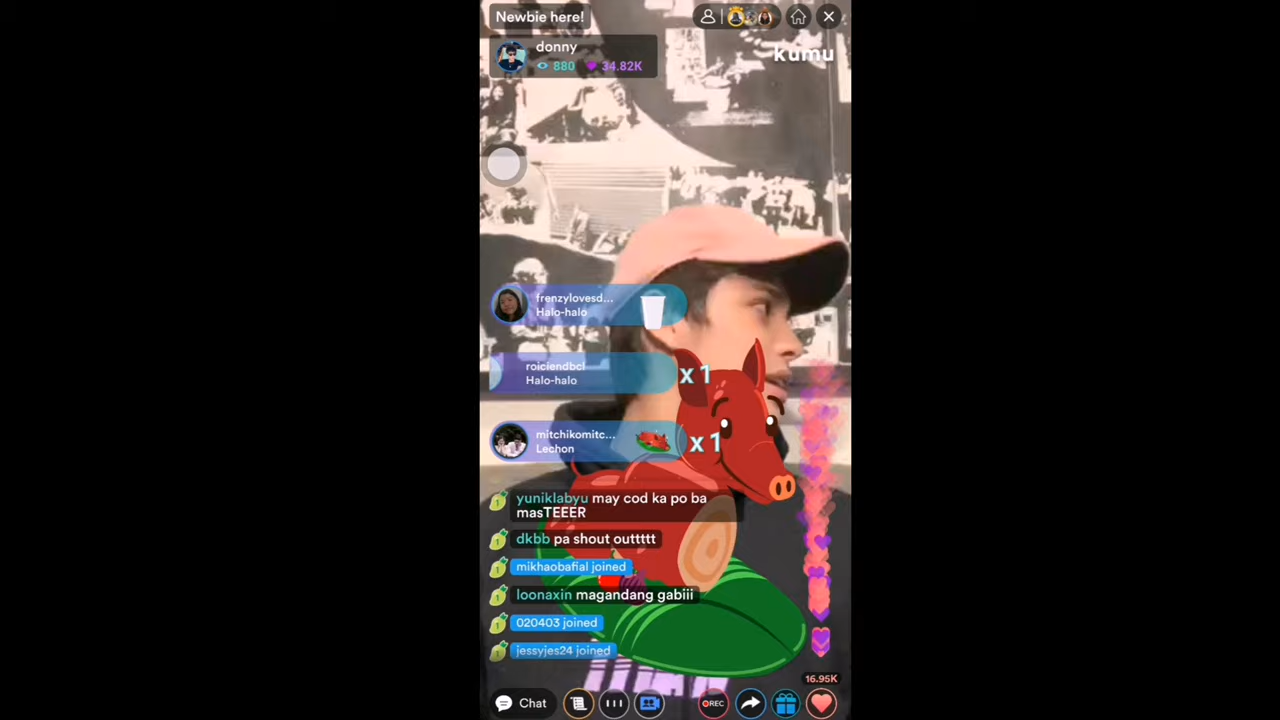 Newbie here!
donny
880 34.82K
kumu
frenzylovesd...
Halo-halo
roiciendbcl
Halo-halo
x 1
mitchikomitc...
Lechon
x 1
yuniklabyu may cod ka po ba
masTEEER
dkbb pa shout outtttt
mikhaobafial joined
loonaxin magandang gabiii
020403 joined
jessyjes24 joined
16.95K
Chat
REC